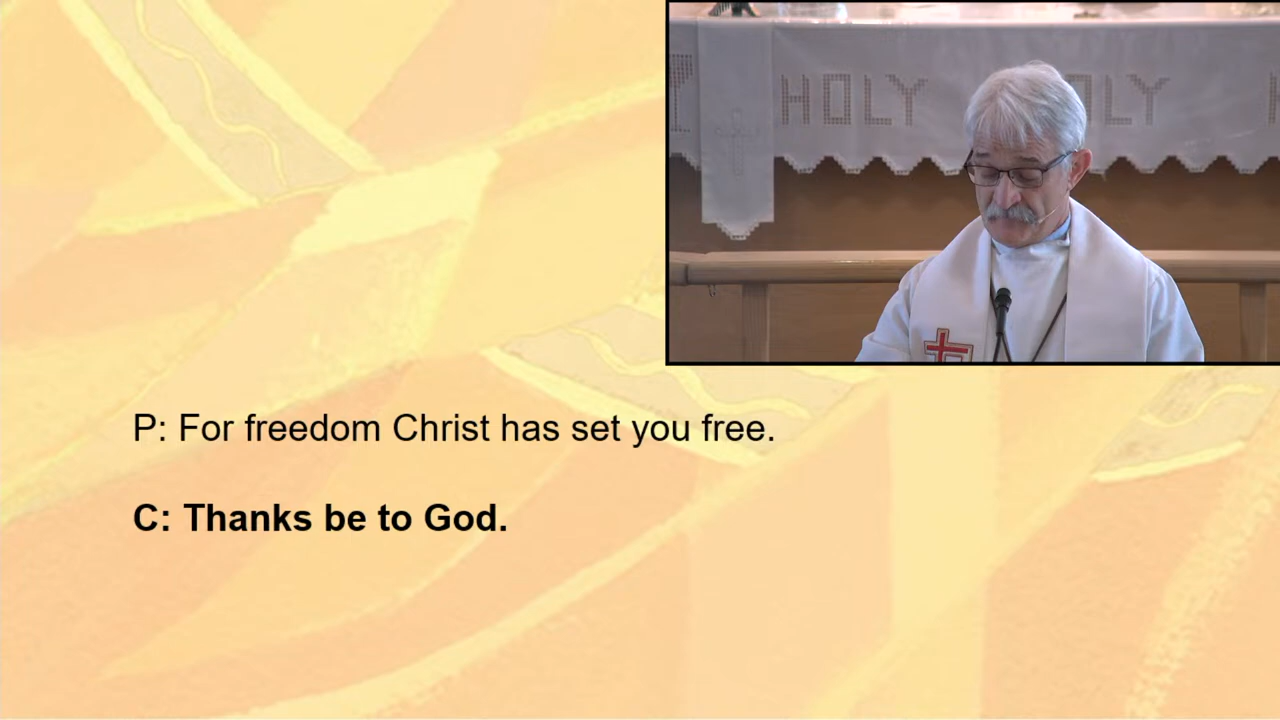 HOLY HOLY
P: For freedom Christ has set you free.
C: Thanks be to God.